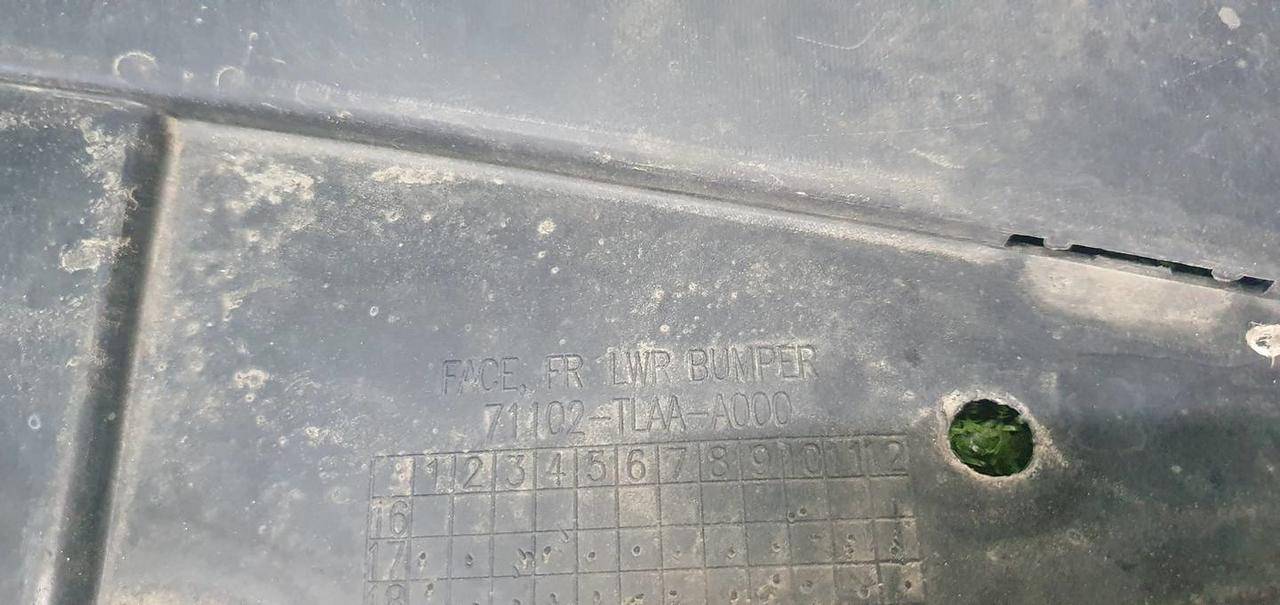 FACE, FR LWR BUMPER
71102-TLAA-A000
1 2 3 4 5 6 7 8 9 10 11 12
16
17
18